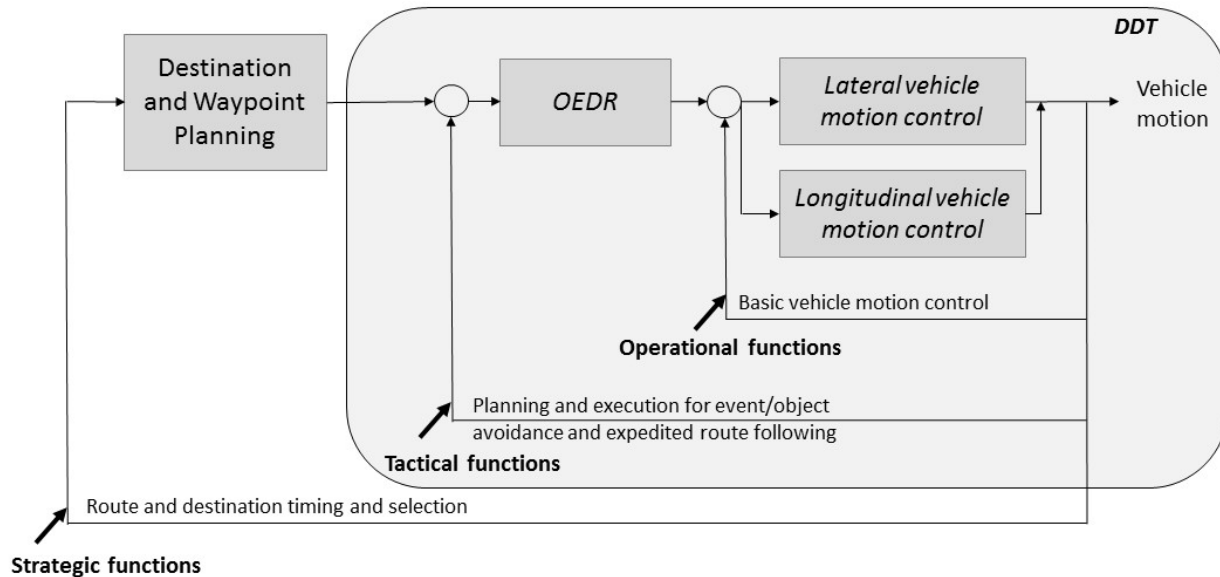 DDT
Destination
and Waypoint
Planning
OEDR
Lateral vehicle
motion control
Vehicle
motion
Longitudinal vehicle
motion control
Basic vehicle motion control
Operational functions
Planning and execution for event/object
avoidance and expedited route following
Tactical functions
Route and destination timing and selection
Strategic functions